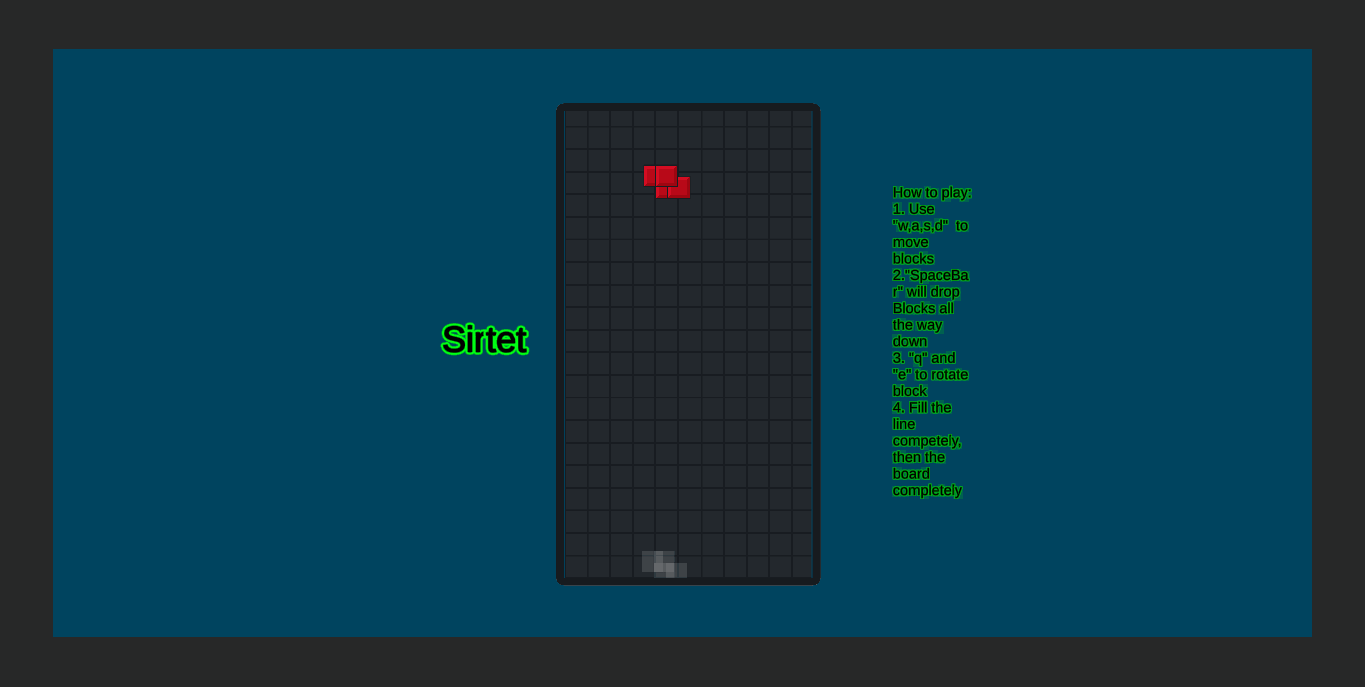 Sirtet
How to play:
1. Use
"w,a,s,d"  to
move
blocks
2."SpaceBa
r" will drop
Blocks all
the way
down
3. "q" and
"e" to rotate
block
4. Fill the
line
competely,
then the
board
completely